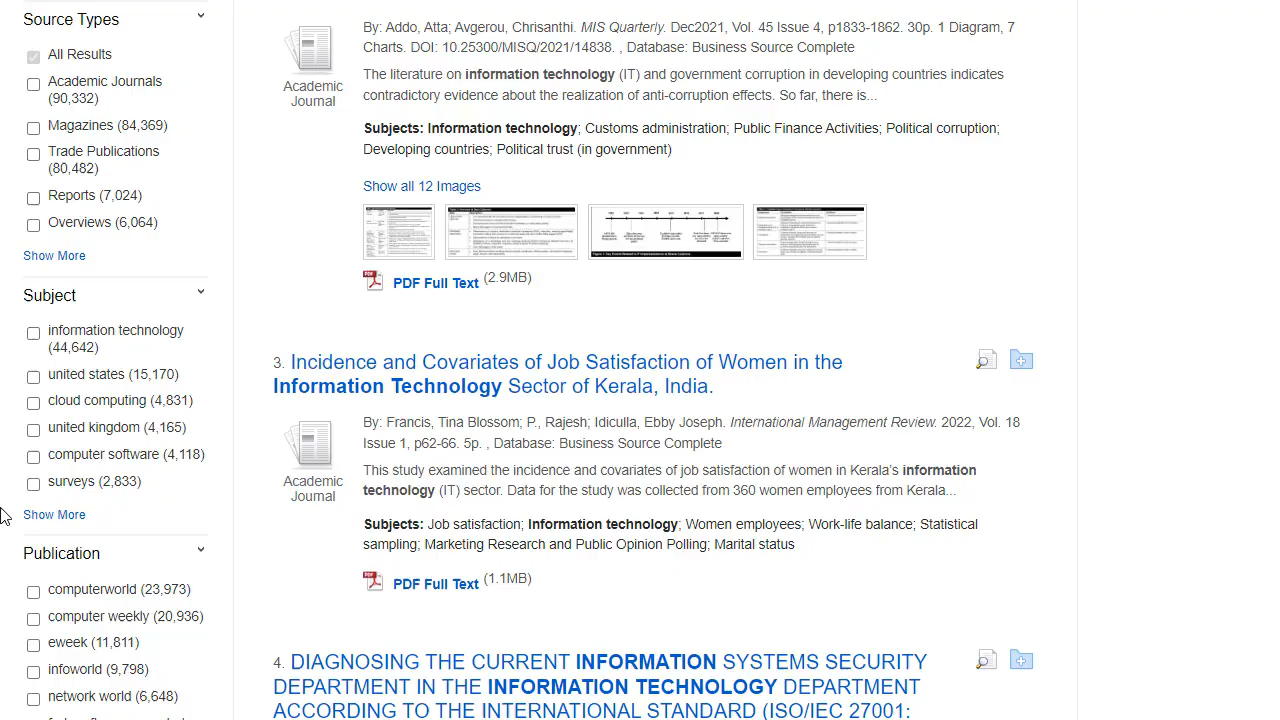 Source Types
All Results
Academic Journals
(90,332)
Magazines (84,369)
Trade Publications
(80,482)
Reports (7,024)
Overviews (6,064)
Show More
Subject
information technology
(44,642)
united states (15,170)
cloud computing (4,831)
united kingdom (4,165)
computer software (4,118)
surveys (2,833)
Show More
Publication
computerworld (23,973)
computer weekly (20,936)
eweek (11,811)
infoworld (9,798)
network world (6,648)
By: Addo, Atta; Avgerou, Chrisanthi. MIS Quarterly. Dec2021, Vol. 45 Issue 4, p1833-1862. 30p. 1 Diagram, 7
Charts. DOI: 10.25300/MISQ/2021/14838. , Database: Business Source Complete
Academic
Journal
The literature on information technology (IT) and government corruption in developing countries indicates
contradictory evidence about the realization of anti-corruption effects. So far, there is...
Subjects: Information technology; Customs administration; Public Finance Activities; Political corruption;
Developing countries; Political trust (in government)
Show all 12 Images
PDF Full Text (2.9MB)
3. Incidence and Covariates of Job Satisfaction of Women in the
Information Technology Sector of Kerala, India.
By: Francis, Tina Blossom; P., Rajesh; Idiculla, Ebby Joseph. International Management Review. 2022, Vol. 18
Issue 1, p62-66. 5p. , Database: Business Source Complete
Academic
Journal
This study examined the incidence and covariates of job satisfaction of women in Kerala's information
technology (IT) sector. Data for the study was collected from 360 women employees from Kerala...
Subjects: Job satisfaction; Information technology; Women employees; Work-life balance; Statistical
sampling; Marketing Research and Public Opinion Polling; Marital status
PDF Full Text (1.1MB)
4. DIAGNOSING THE CURRENT INFORMATION SYSTEMS SECURITY
DEPARTMENT IN THE INFORMATION TECHNOLOGY DEPARTMENT
ACCORDING TO THE INTERNATIONAL STANDARD (ISO/IEC 27001: